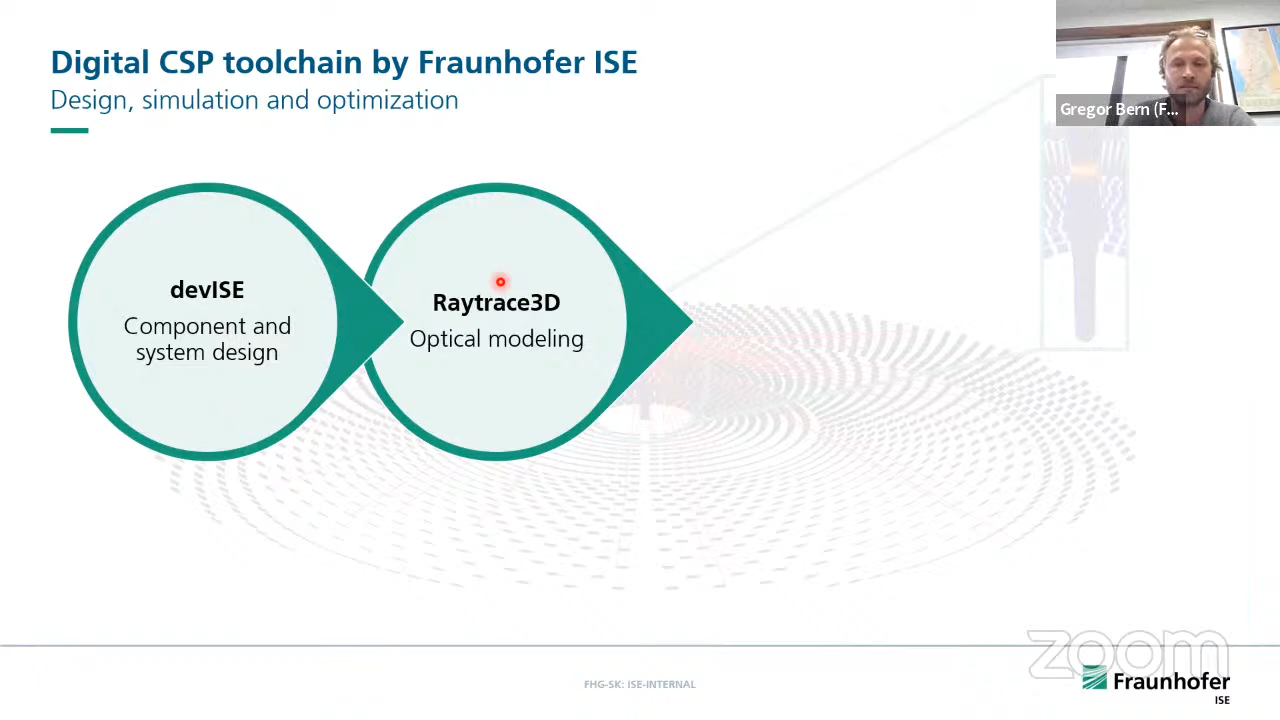 Digital CSP toolchain by Fraunhofer ISE
Design, simulation and optimization
Gregor Bern (F...
devISE
Component and
system design
Raytrace3D
Optical modeling
zoom
FHG-SK: ISE-INTERNAL
Fraunhofer
ISE